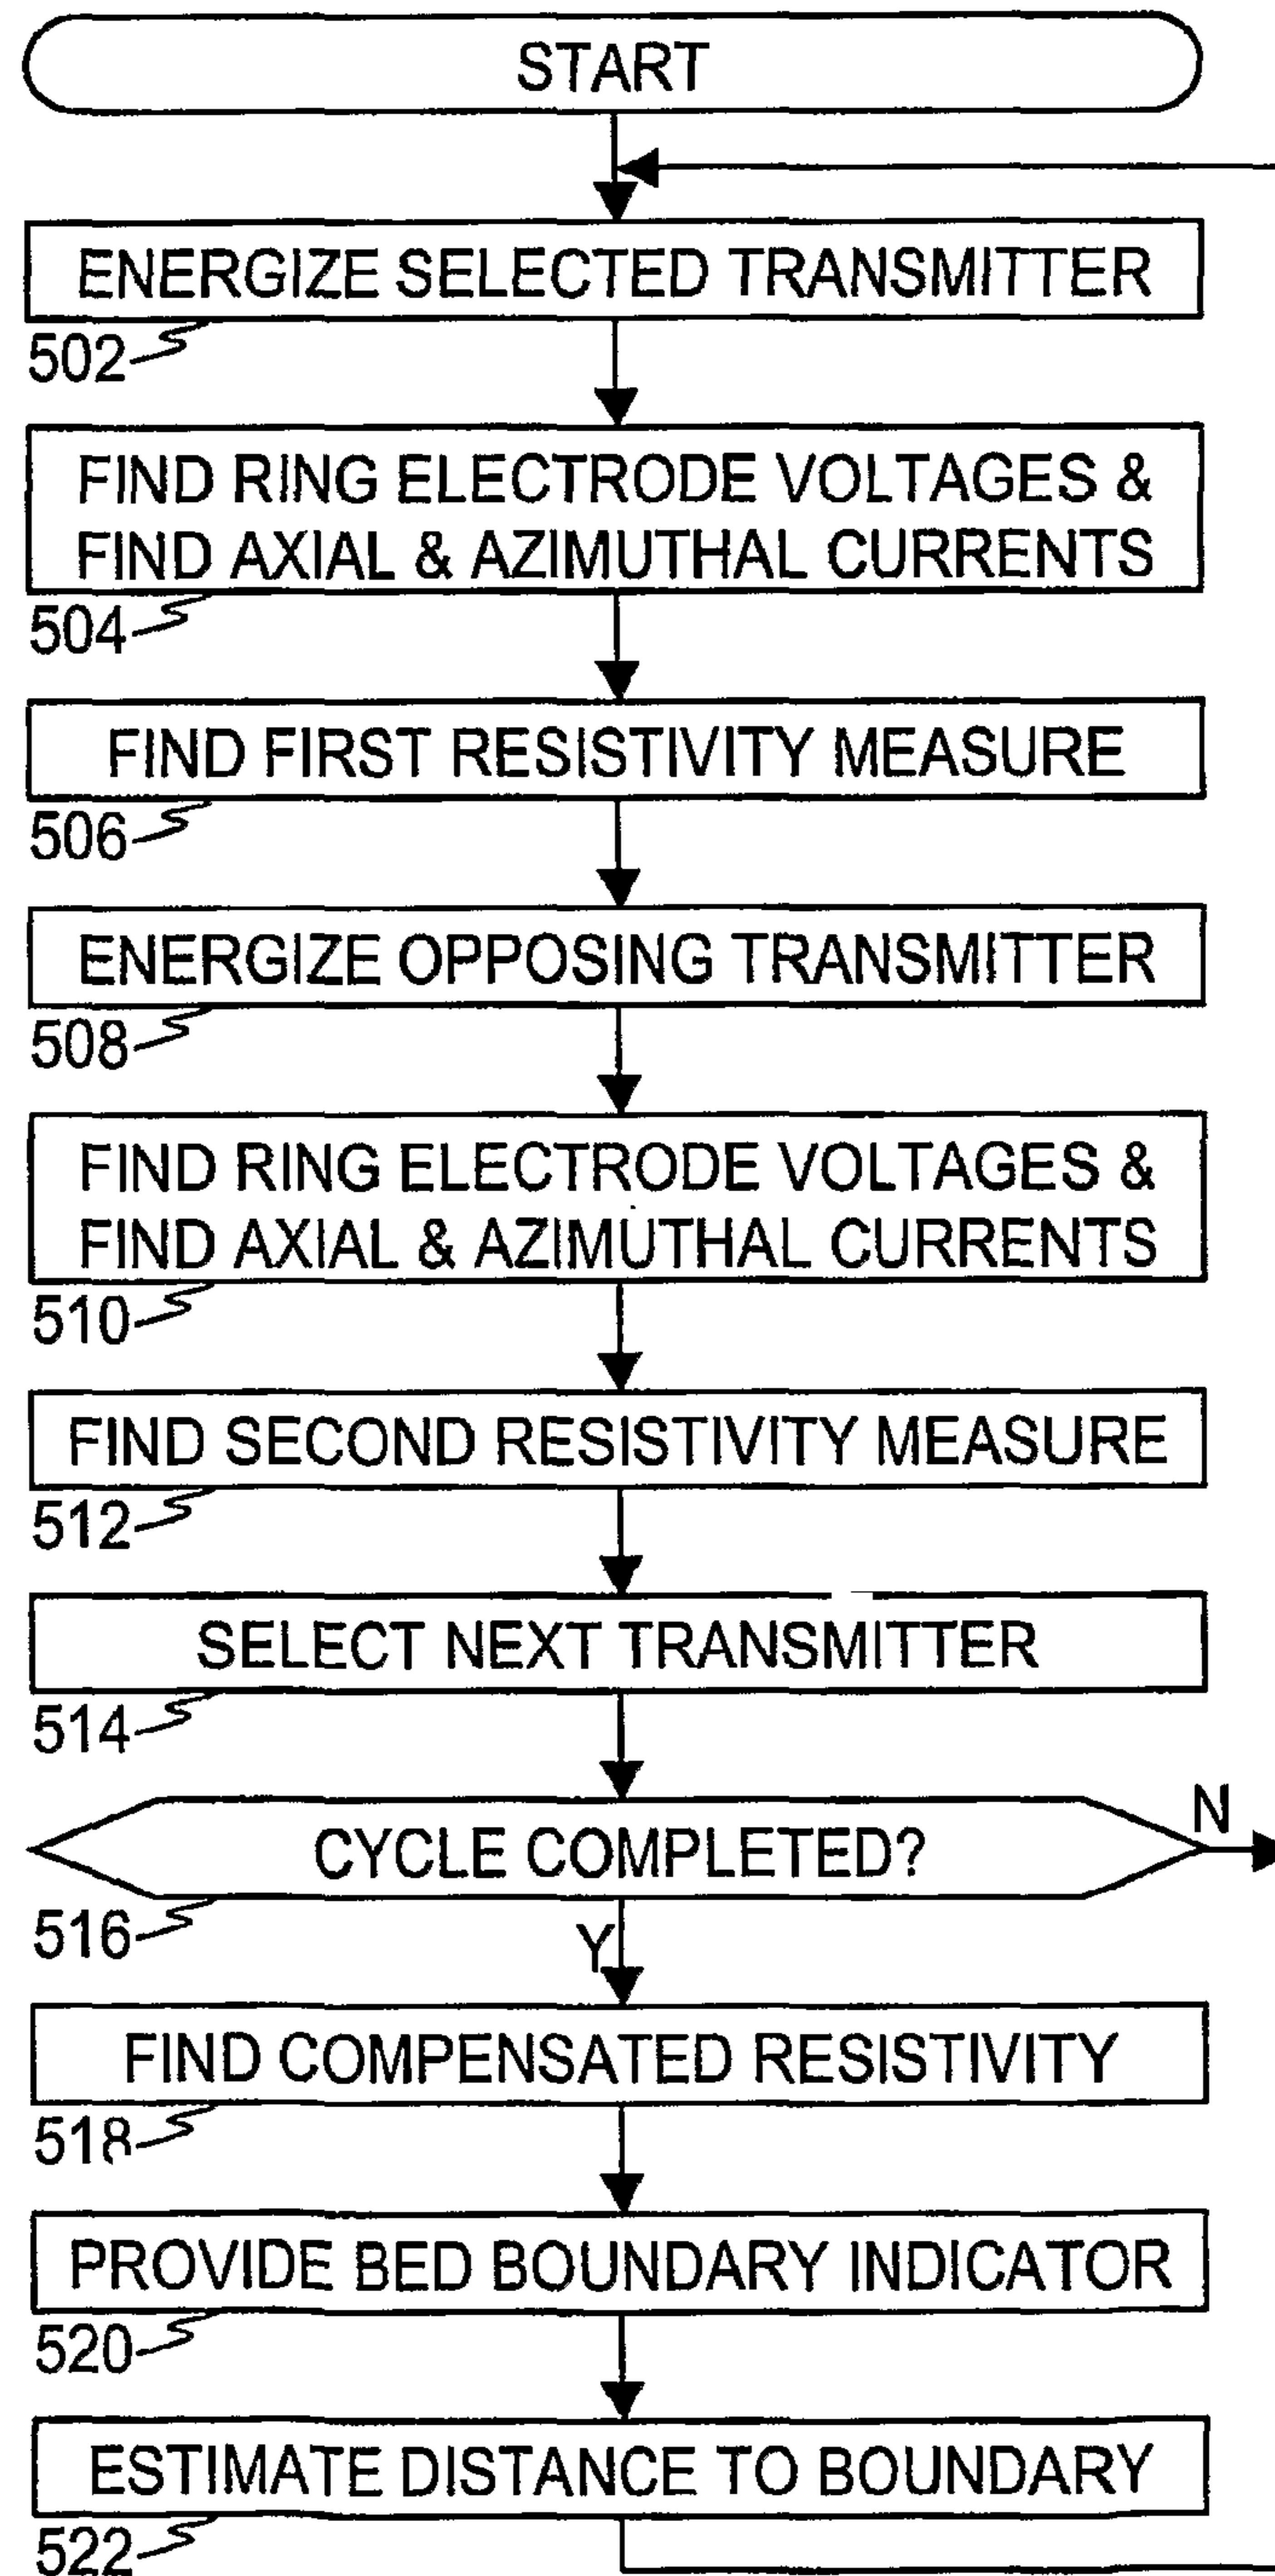 START
ENERGIZE SELECTED TRANSMITTER
502
FIND RING ELECTRODE VOLTAGES &
FIND AXIAL & AZIMUTHAL CURRENTS
504
FIND FIRST RESISTIVITY MEASURE
506
ENERGIZE OPPOSING TRANSMITTER
508
FIND RING ELECTRODE VOLTAGES &
FIND AXIAL & AZIMUTHAL CURRENTS
510
FIND SECOND RESISTIVITY MEASURE
512
SELECT NEXT TRANSMITTER
514
CYCLE COMPLETED?
N
516
Y
FIND COMPENSATED RESISTIVITY
518
PROVIDE BED BOUNDARY INDICATOR
520
ESTIMATE DISTANCE TO BOUNDARY
522